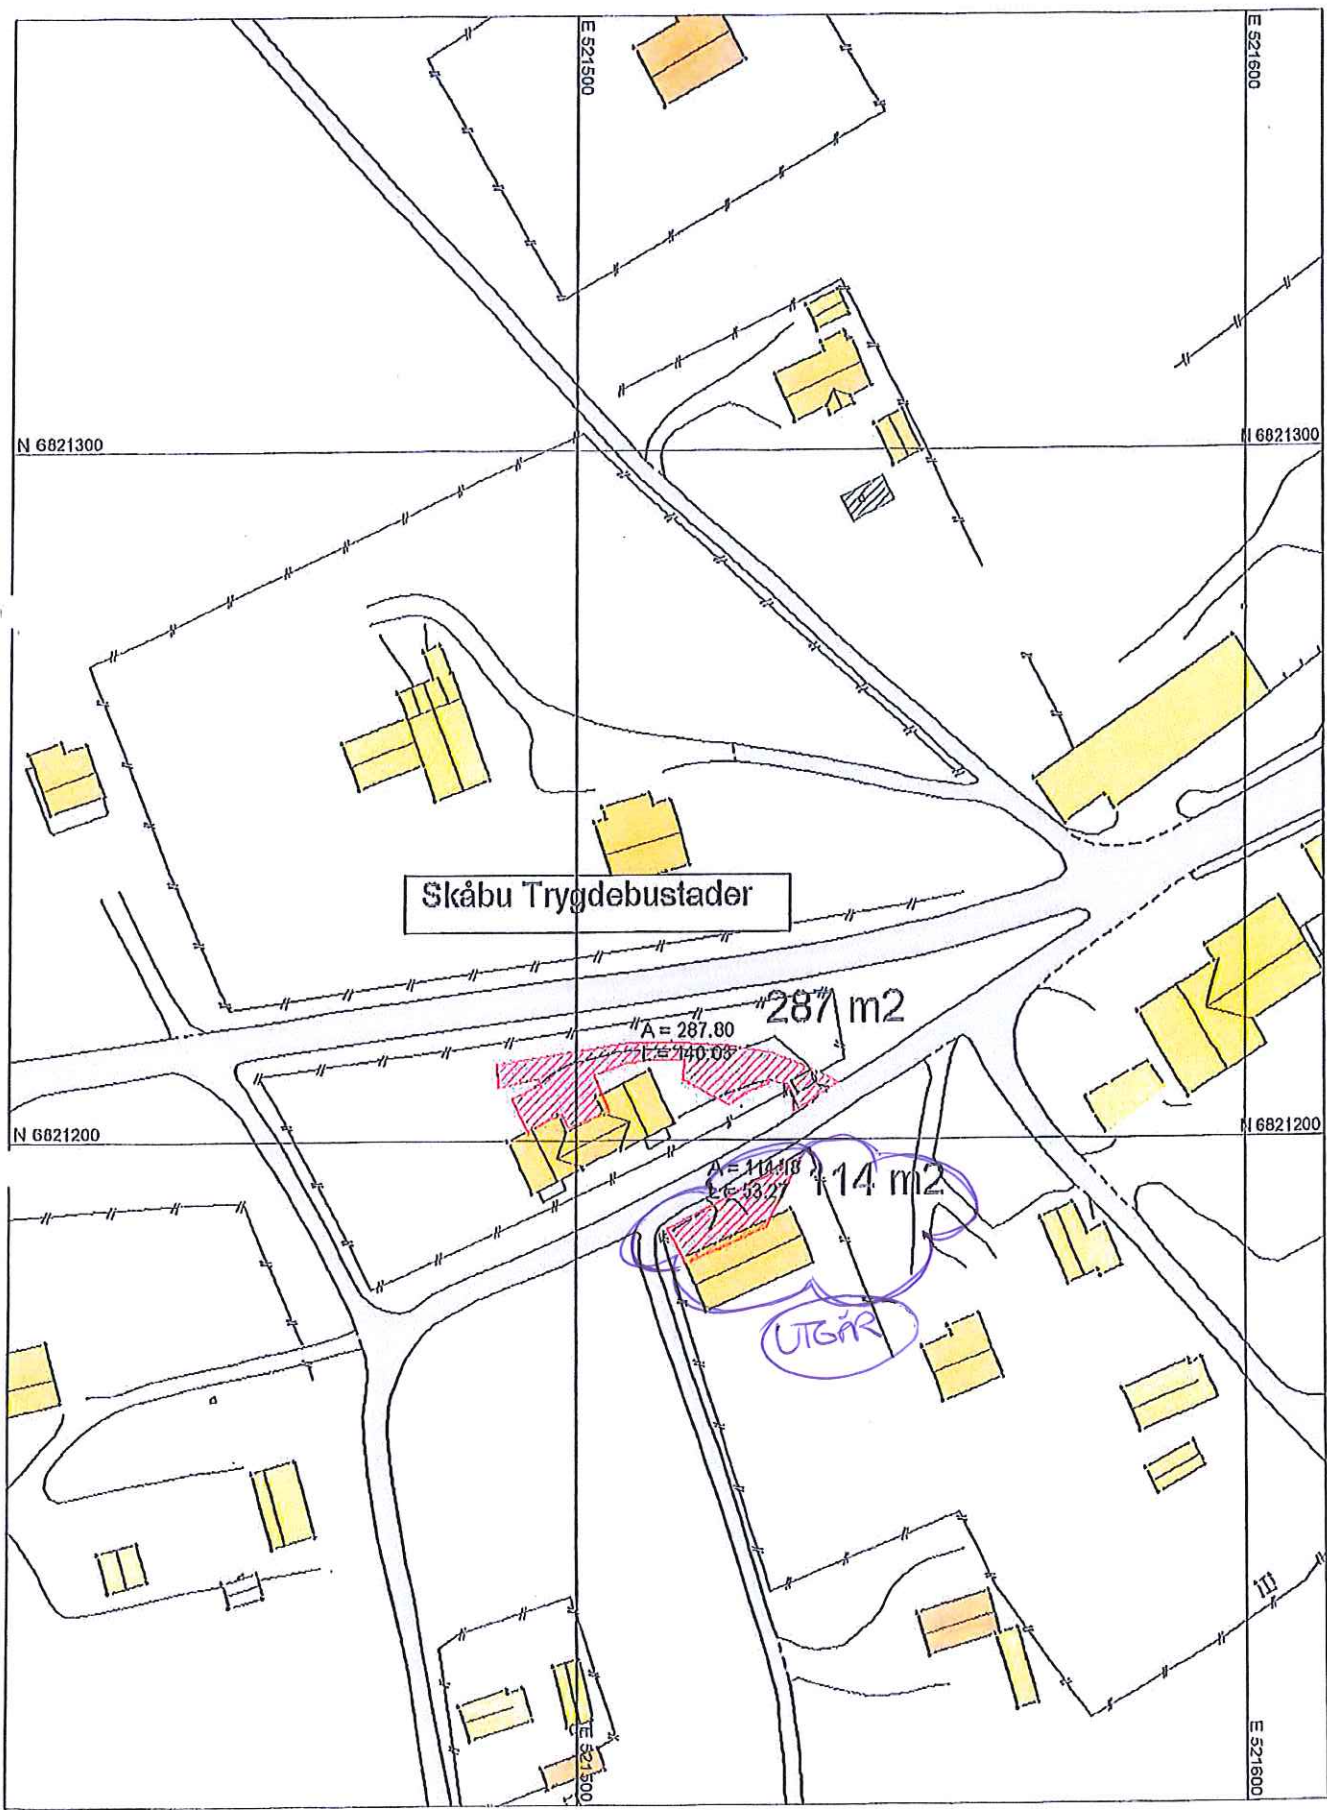 E 521500
E 521600
N 6821300
N 6821300
Skåbu Trygdebustader
287 m2
A = 287.80
L = 140.03
N 6821200
N 6821200
A = 114.18
L = 53.27
114 m2
UTGÅR
E 521500
E 521600